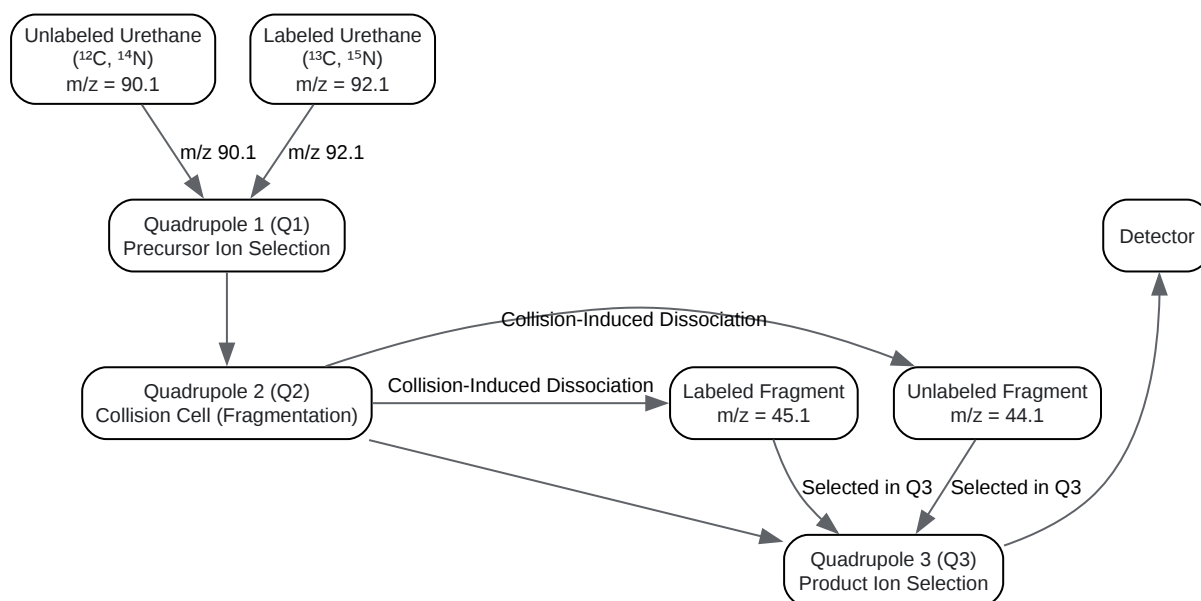 Unlabeled Urethane
(¹²C, ¹⁴N)
m/z = 90.1
Labeled Urethane
(¹³C, ¹⁵N)
m/z = 92.1
m/z 90.1
m/z 92.1
Quadrupole 1 (Q1)
Precursor Ion Selection
Detector
Collision-Induced Dissociation
Quadrupole 2 (Q2)
Collision Cell (Fragmentation)
Collision-Induced Dissociation
Labeled Fragment
m/z = 45.1
Unlabeled Fragment
m/z = 44.1
Selected in Q3
Selected in Q3
Quadrupole 3 (Q3)
Product Ion Selection